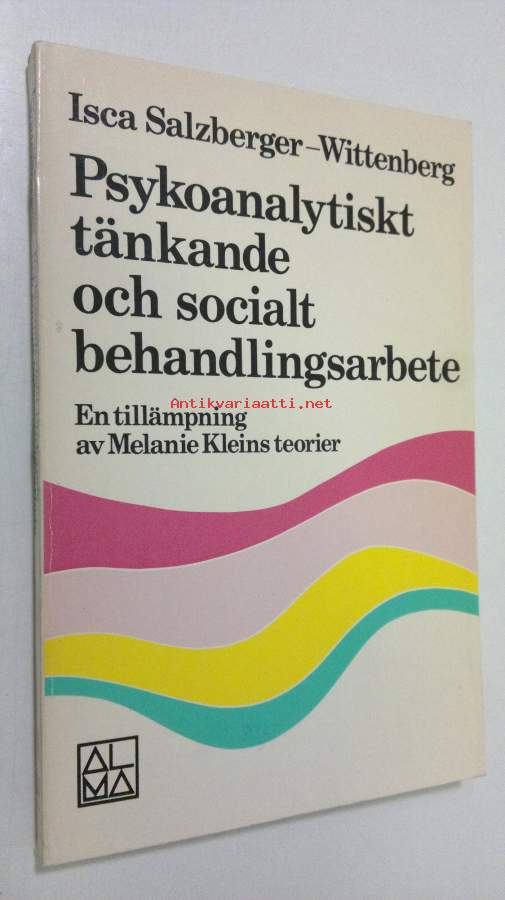 Isca Salzberger–Wittenberg
Psykoanalytiskt
tänkande
och socialt
behandlingsarbete
Antikvariaatti.net
En tillämpning
av Melanie Kleins teorier
AL
MA